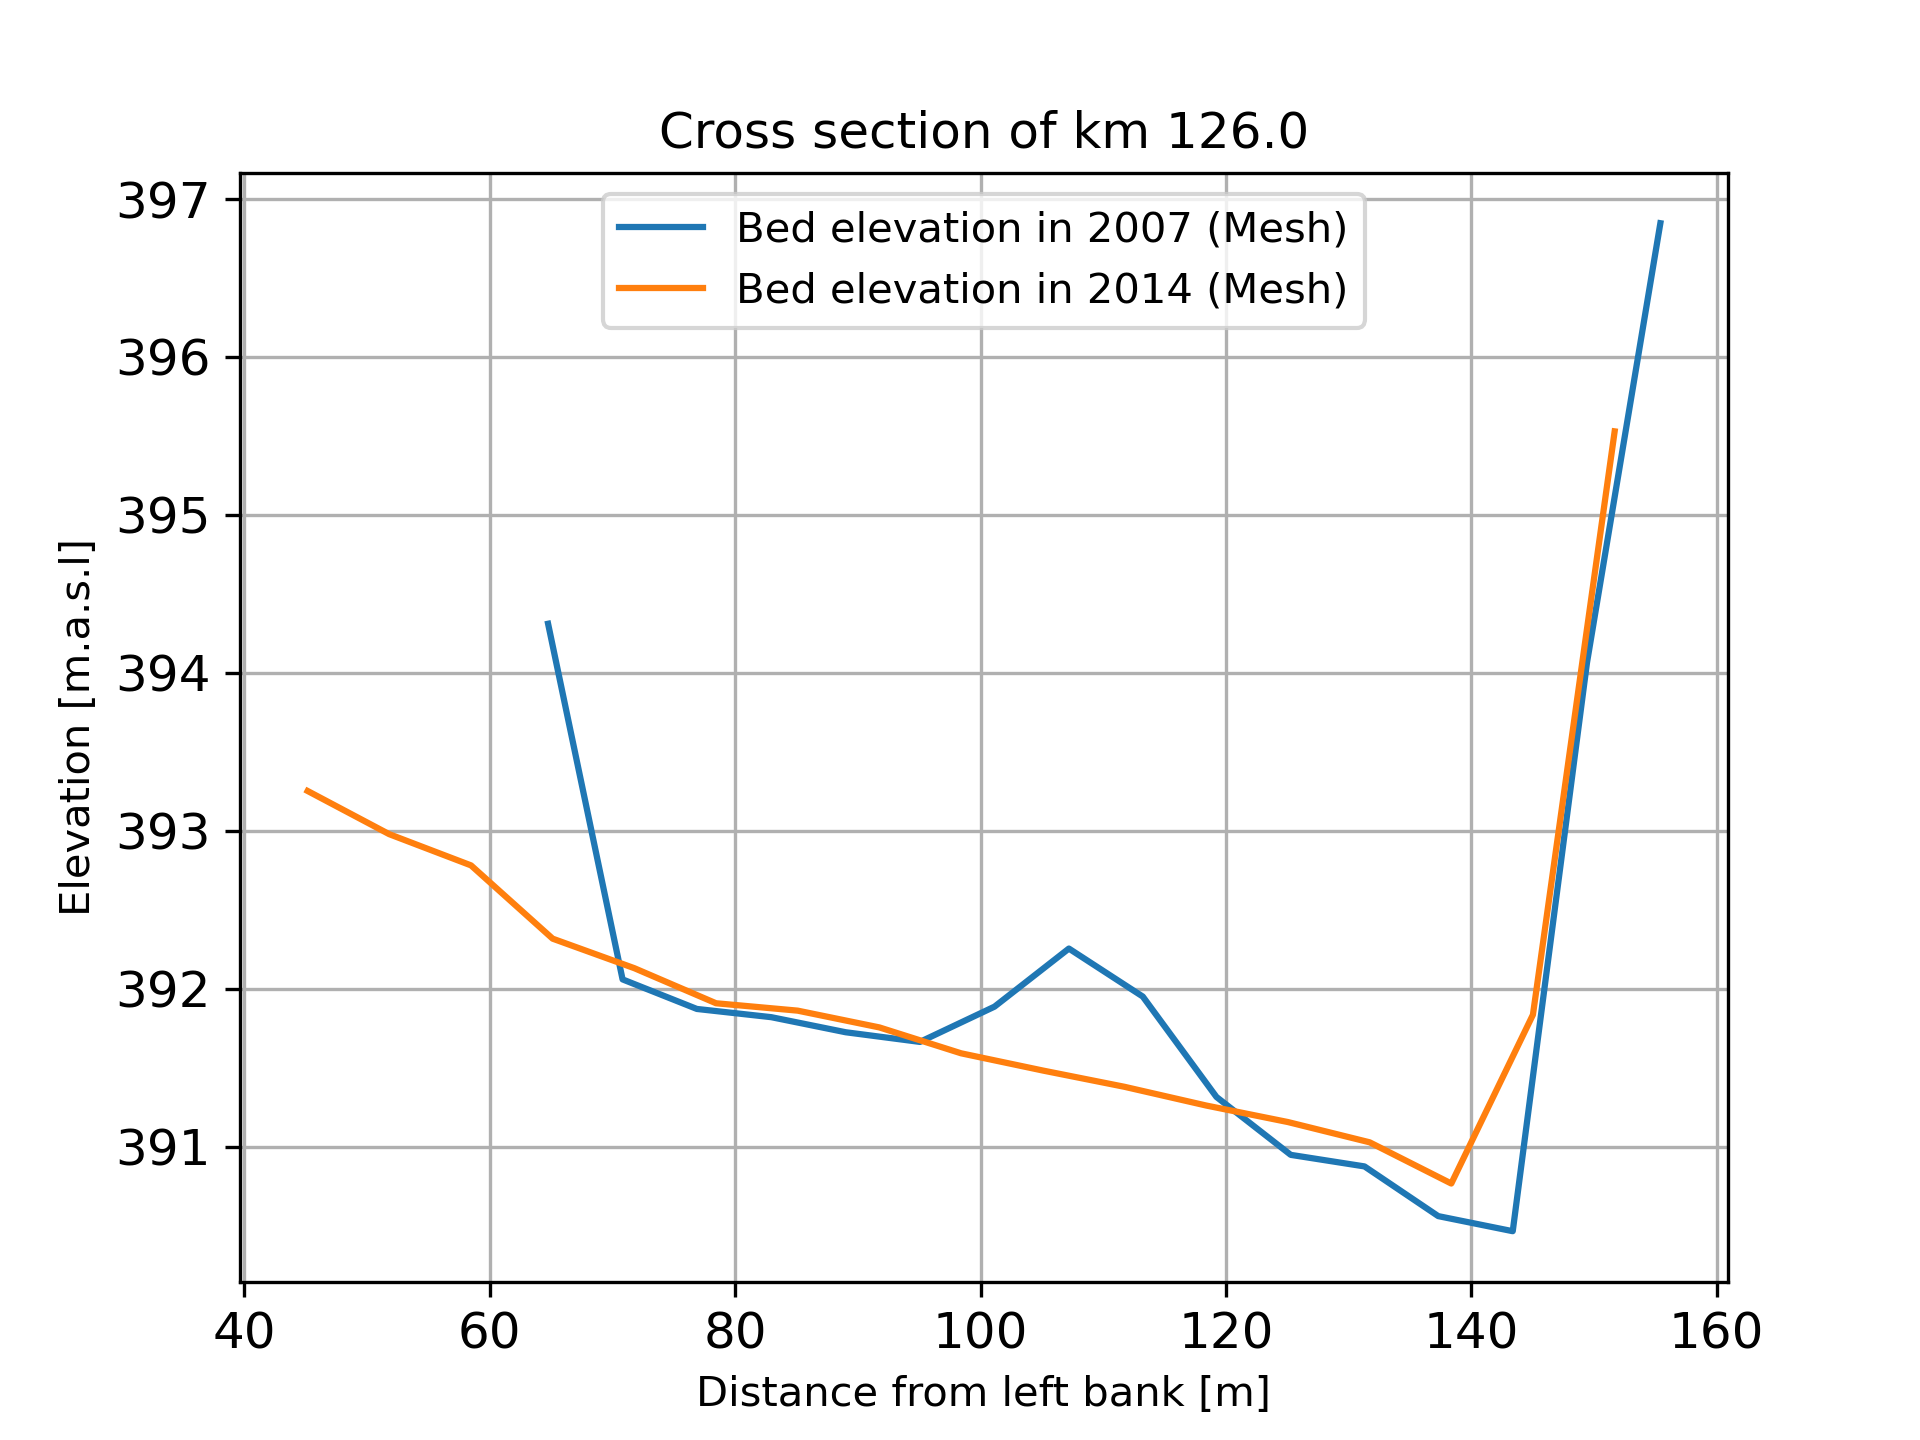 Cross section of km 126.0
Bed elevation in 2007 (Mesh)
Bed elevation in 2014 (Mesh)
Elevation [m.a.s.l]
397
396
395
394
393
392
391
40 60 80 100 120 140 160
Distance from left bank [m]